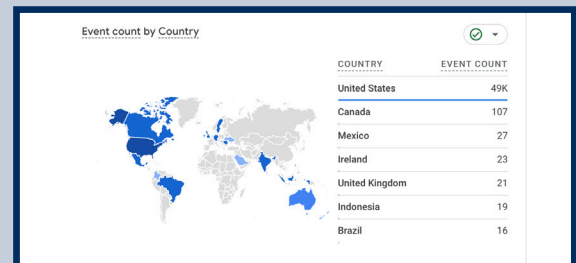 Event count by Country
COUNTRY EVENT COUNT
United States 49K
Canada 107
Mexico 27
Ireland 23
United Kingdom 21
Indonesia 19
Brazil 16